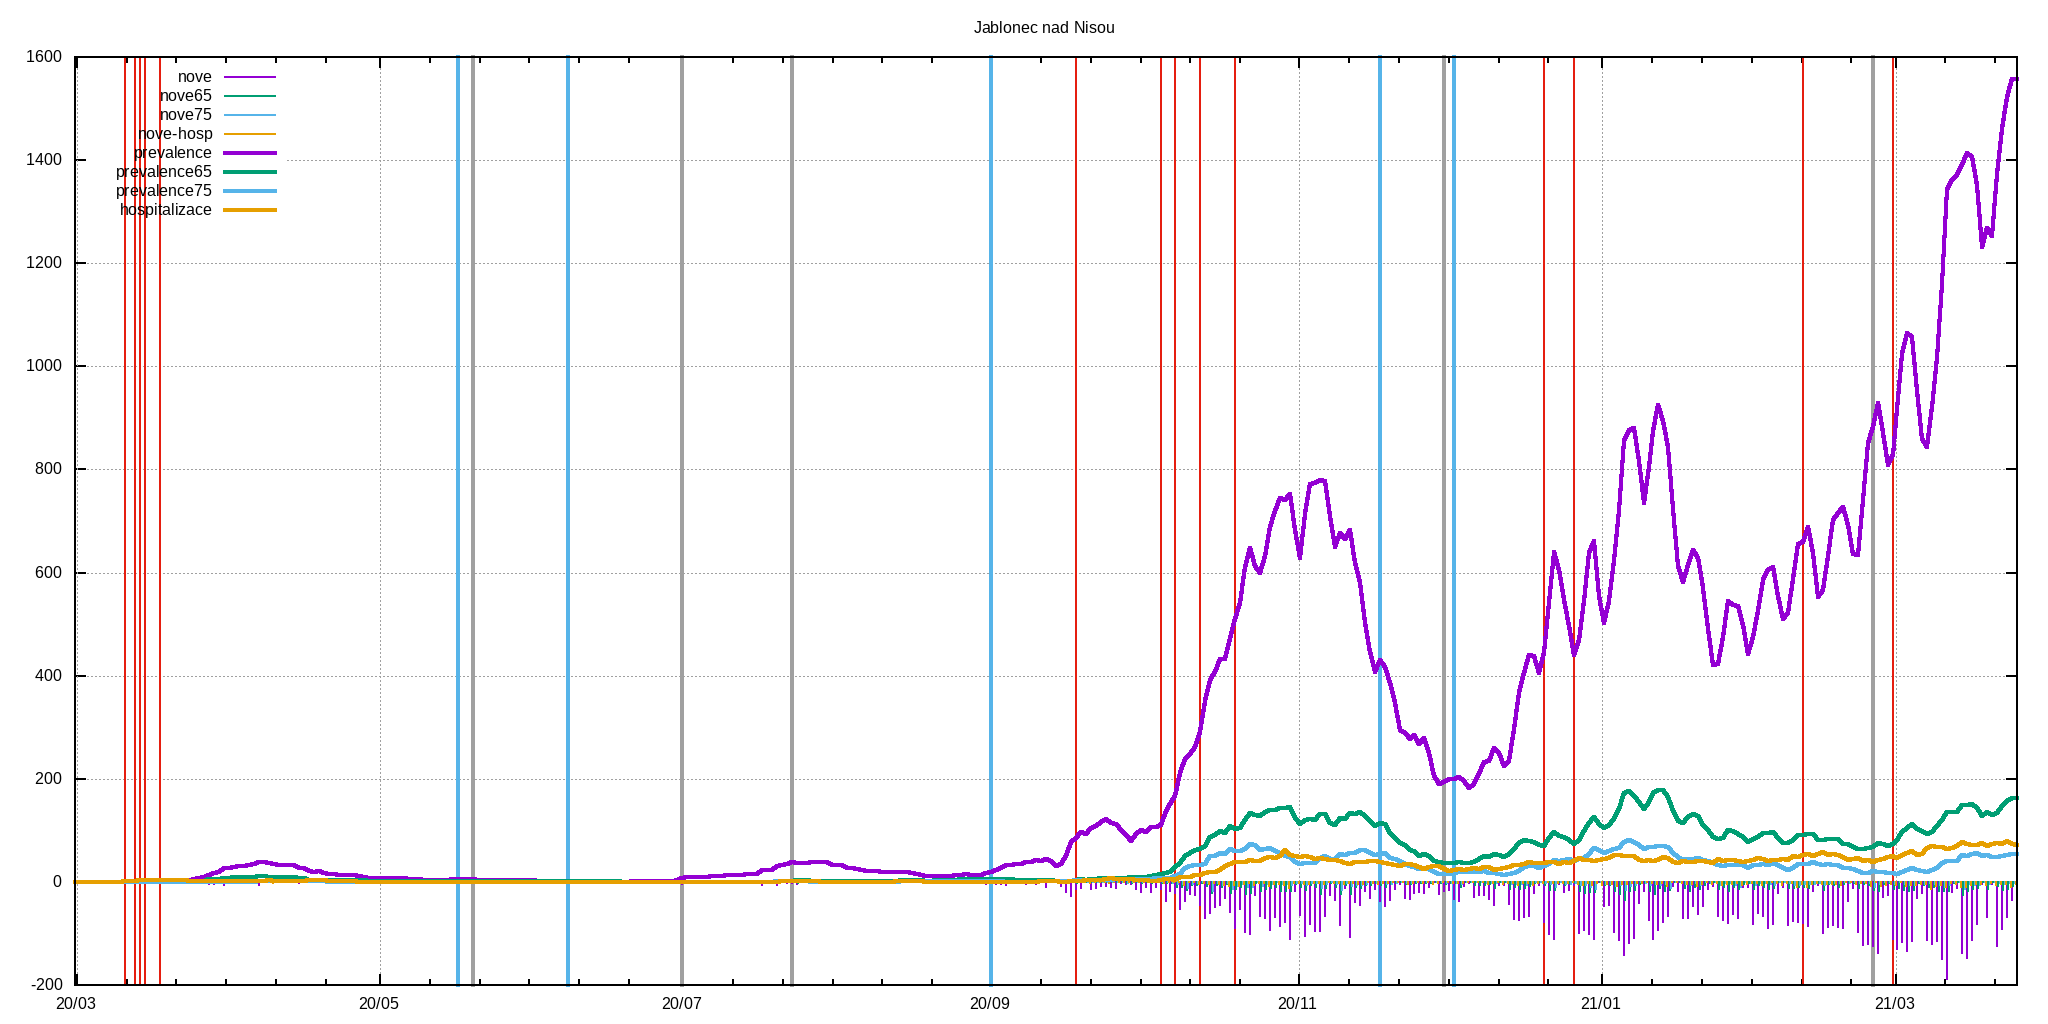 Jablonec nad Nisou
1600
1400
1200
1000
800
600
400
200
0
-200
nove
nove65
nove75
nove-hosp
prevalence
prevalence65
prevalence75
hospitalizace
20/03 20/05 20/07 20/09 20/11 21/01 21/03